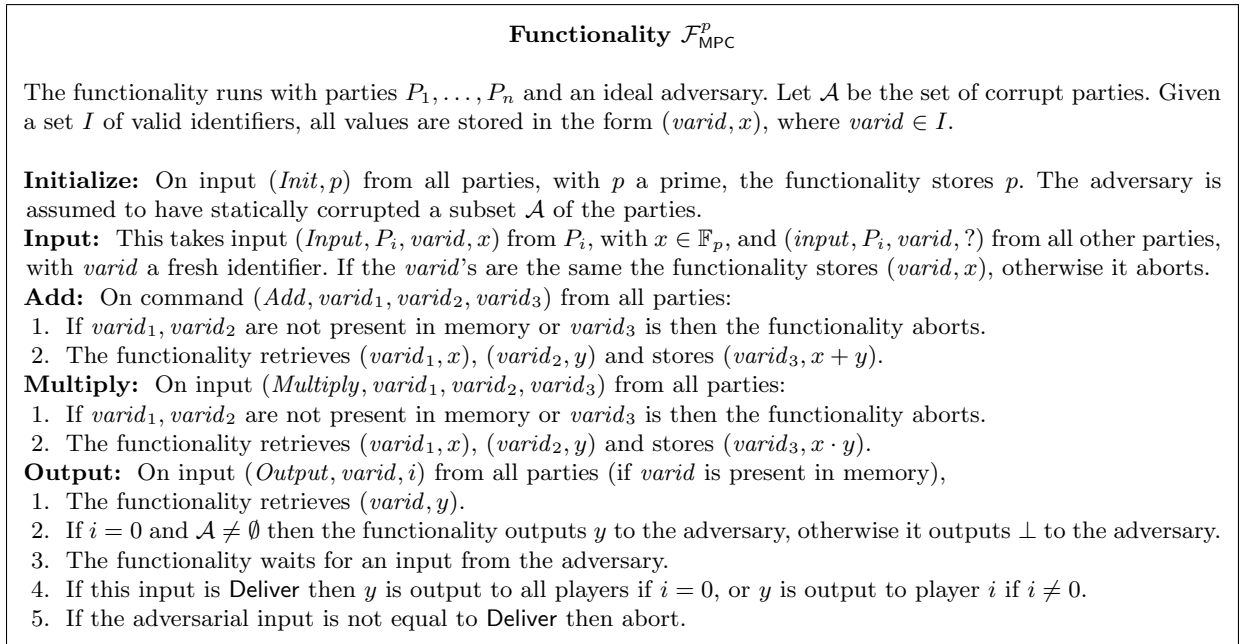 Functionality $\mathcal{F}^p_{\mathsf{MPC}}$
The functionality runs with parties $P_1, \ldots, P_n$ and an ideal adversary. Let $\mathcal{A}$ be the set of corrupt parties. Given
a set $I$ of valid identifiers, all values are stored in the form $(varid, x)$, where $varid \in I$.
Initialize: On input $(Init, p)$ from all parties, with $p$ a prime, the functionality stores $p$. The adversary is
assumed to have statically corrupted a subset $\mathcal{A}$ of the parties.
Input: This takes input $(Input, P_i, varid, x)$ from $P_i$, with $x \in \mathbb{F}_p$, and $(input, P_i, varid, ?)$ from all other parties,
with $varid$ a fresh identifier. If the $varid$'s are the same the functionality stores $(varid, x)$, otherwise it aborts.
Add: On command $(Add, varid_1, varid_2, varid_3)$ from all parties:
1. If $varid_1, varid_2$ are not present in memory or $varid_3$ is then the functionality aborts.
2. The functionality retrieves $(varid_1, x)$, $(varid_2, y)$ and stores $(varid_3, x + y)$.
Multiply: On input $(Multiply, varid_1, varid_2, varid_3)$ from all parties:
1. If $varid_1, varid_2$ are not present in memory or $varid_3$ is then the functionality aborts.
2. The functionality retrieves $(varid_1, x)$, $(varid_2, y)$ and stores $(varid_3, x \cdot y)$.
Output: On input $(Output, varid, i)$ from all parties (if $varid$ is present in memory),
1. The functionality retrieves $(varid, y)$.
2. If $i = 0$ and $\mathcal{A} \neq \emptyset$ then the functionality outputs $y$ to the adversary, otherwise it outputs $\perp$ to the adversary.
3. The functionality waits for an input from the adversary.
4. If this input is Deliver then $y$ is output to all players if $i = 0$, or $y$ is output to player $i$ if $i \neq 0$.
5. If the adversarial input is not equal to Deliver then abort.